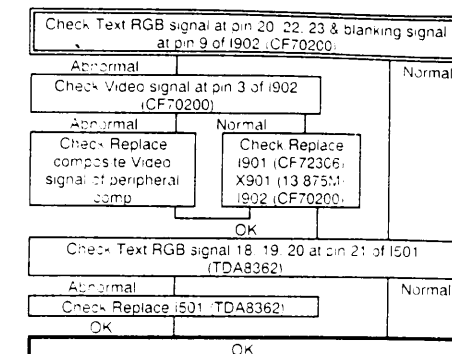 Check Text RGB signal at pin 20 22. 23 & blanking signal
at pin 9 of I902 (CF70200)
Abnormal
Normal
Check Video signal at pin 3 of I902
(CF70200)
Abnormal
Normal
Check Replace
composite Video
signal of peripheral
comp
Check Replace
I901 (CF72306)
X901 (13 875M)
I902 (CF70200)
OK
Check Text RGB signal 18. 19. 20 at pin 21 of I501
(TDA8362)
Abnormal
Normal
Check Replace I501 (TDA8362)
OK
OK